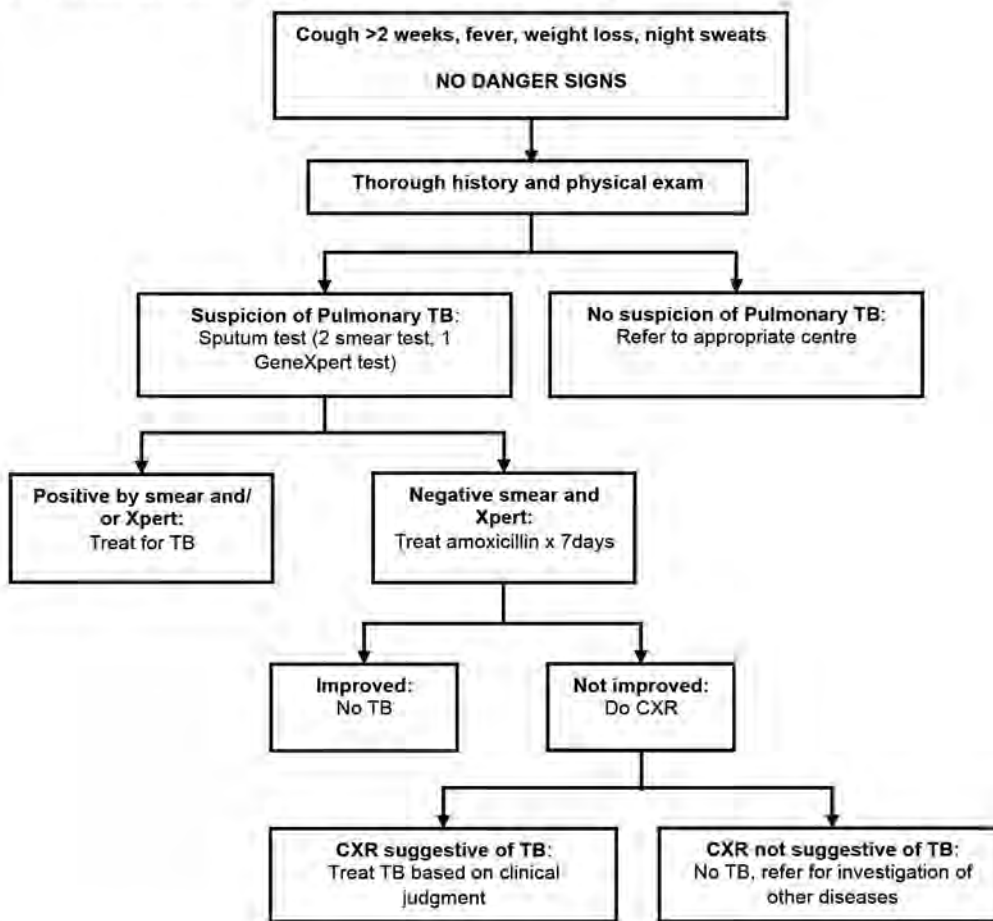 Cough >2 weeks, fever, weight loss, night sweats
NO DANGER SIGNS
Thorough history and physical exam
Suspicion of Pulmonary TB:
Sputum test (2 smear test, 1
GeneXpert test)
No suspicion of Pulmonary TB:
Refer to appropriate centre
Positive by smear and/
or Xpert:
Treat for TB
Negative smear and
Xpert:
Treat amoxicillin x 7days
Improved:
No TB
Not improved:
Do CXR
CXR suggestive of TB:
Treat TB based on clinical
judgment
CXR not suggestive of TB:
No TB, refer for investigation of
other diseases